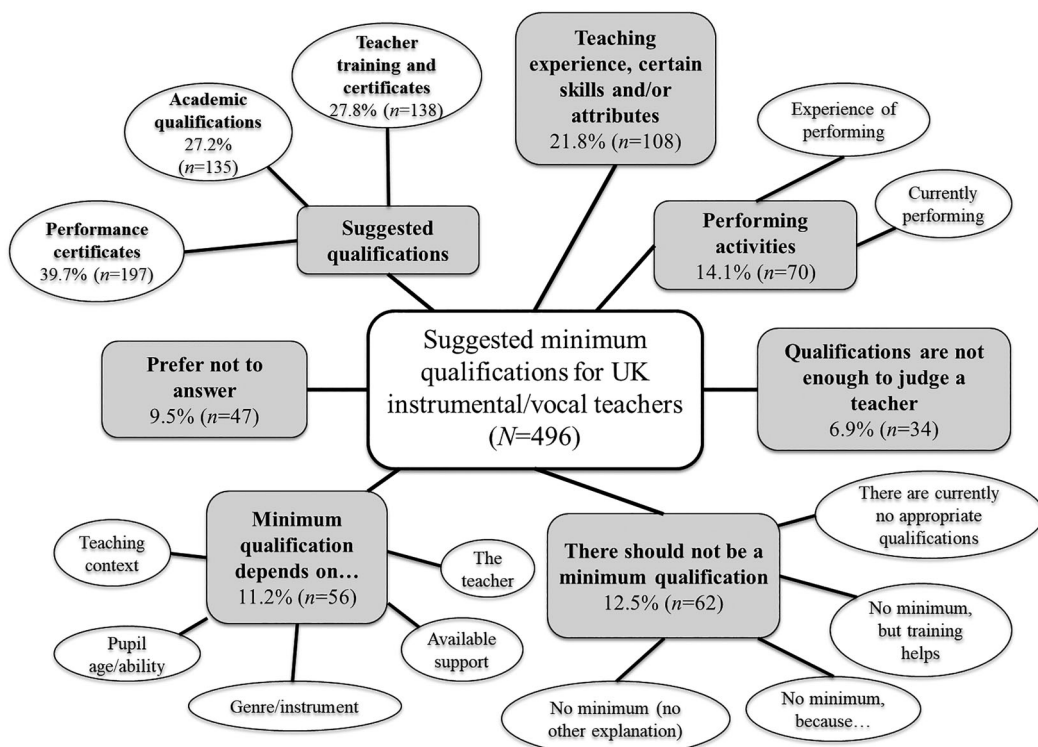 Teacher
training and
certificates
27.8% (n=138)
Academic
qualifications
27.2%
(n=135)
Performance
certificates
39.7% (n=197)
Suggested
qualifications
Teaching
experience, certain
skills and/or
attributes
21.8% (n=108)
Experience of
performing
Currently
performing
Performing
activities
14.1% (n=70)
Suggested minimum
qualifications for UK
instrumental/vocal teachers
(N=496)
Prefer not to
answer
9.5% (n=47)
Qualifications are not
enough to judge a
teacher
6.9% (n=34)
Minimum
qualification
depends on…
11.2% (n=56)
Teaching
context
Pupil
age/ability
Genre/instrument
Available
support
The
teacher
There should not be a
minimum qualification
12.5% (n=62)
There are currently
no appropriate
qualifications
No minimum,
but training
helps
No minimum,
because…
No minimum (no
other explanation)